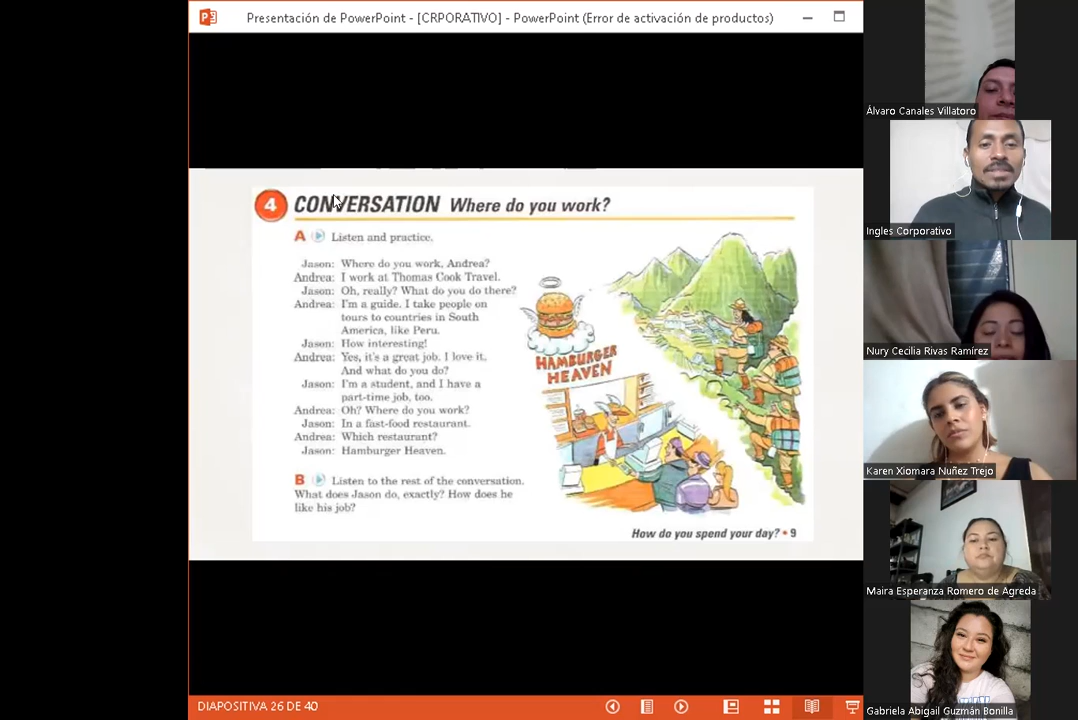 Presentación de PowerPoint - [CRPORATIVO] - PowerPoint (Error de activación de productos)
4 CONVERSATION Where do you work?
A Listen and practice.
Jason: Where do you work, Andrea?
Andrea: I work at Thomas Cook Travel.
Jason: Oh, really? What do you do there?
Andrea: I'm a guide. I take people on
tours to countries in South
America, like Peru.
Jason: How interesting!
Andrea: Yes, it's a great job. I love it.
And what do you do?
Jason: I'm a student, and I have a
part-time job, too.
Andrea: Oh? Where do you work?
Jason: In a fast-food restaurant.
Andrea: Which restaurant?
Jason: Hamburger Heaven.
B Listen to the rest of the conversation.
What does Jason do, exactly? How does he
like his job?
HAMBURGER
HEAVEN
How do you spend your day? • 9
DIAPOSITIVA 26 DE 40
Álvaro Canales Villatoro
Ingles Corporativo
Nury Cecilia Rivas Ramírez
Karen Xiomara Nuñez Trejo
Maira Esperanza Romero de Agreda
Gabriela Abigail Guzmán Bonilla